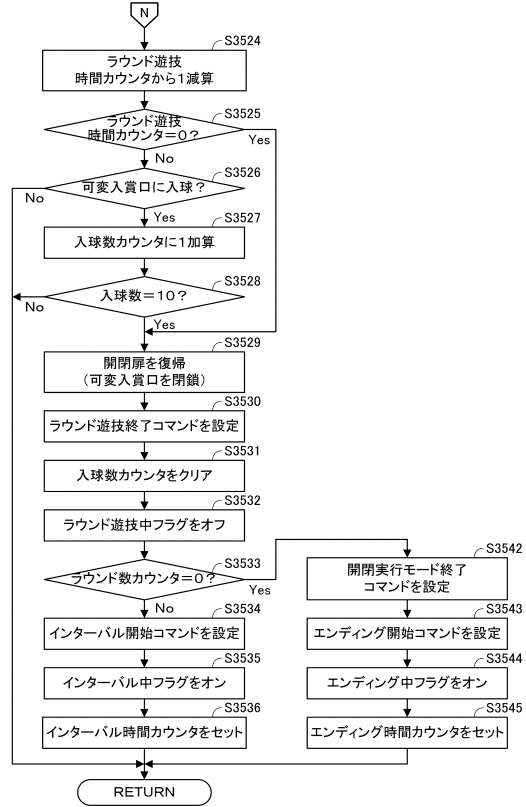 N
S3524
ラウンド遊技
時間カウンタから1減算
S3525
ラウンド遊技
時間カウンタ=0?
Yes
No
S3526
可変入賞口に入球?
No
Yes
S3527
入球数カウンタに1加算
S3528
入球数=10?
No
Yes
S3529
開閉扉を復帰
(可変入賞口を閉鎖)
S3530
ラウンド遊技終了コマンドを設定
S3531
入球数カウンタをクリア
S3532
ラウンド遊技中フラグをオフ
S3533
ラウンド数カウンタ=0?
Yes
No
S3534
インターバル開始コマンドを設定
S3535
インターバル中フラグをオン
S3536
インターバル時間カウンタをセット
S3542
開閉実行モード終了
コマンドを設定
S3543
エンディング開始コマンドを設定
S3544
エンディング中フラグをオン
S3545
エンディング時間カウンタをセット
RETURN